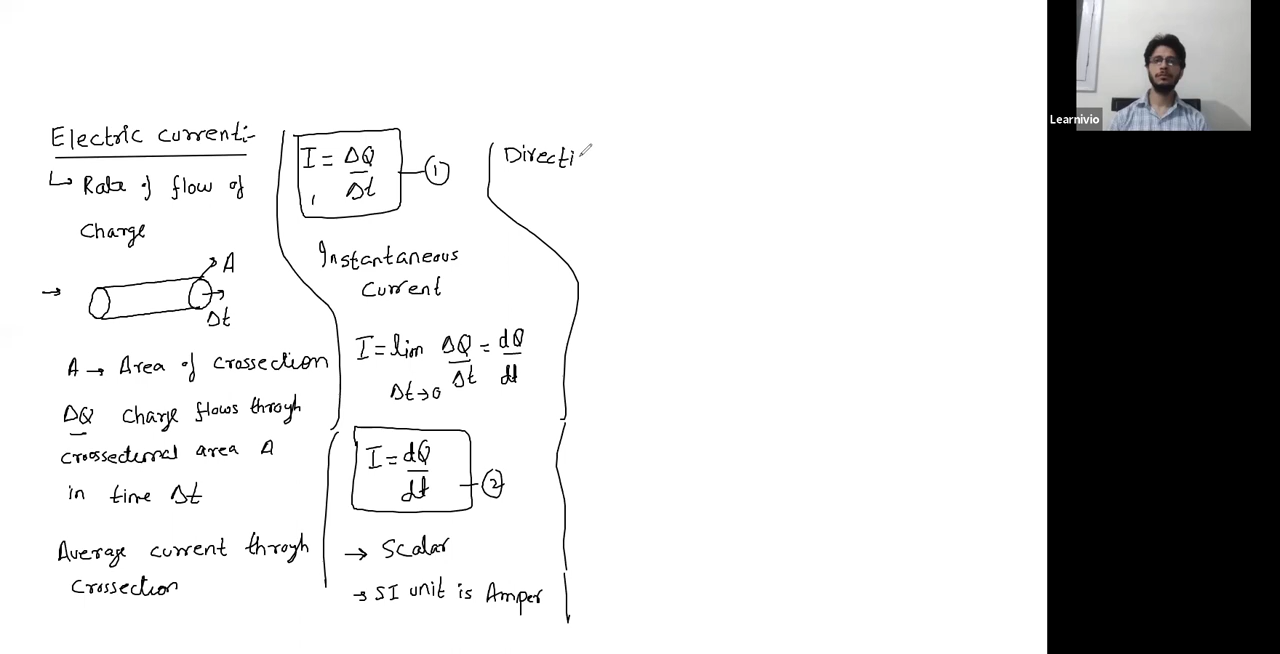 Electric current:-
↳ Rate of flow of
charge
→ A
Δt
A → Area of crossection
ΔQ charge flows through
crossectional area A
in time Δt
Average current through
crossection
I = ΔQ/Δt — ①
Instantaneous
current
I = lim ΔQ/Δt = dQ/dt
Δt→0
I = dQ/dt — ②
→ Scalar
→ SI unit is Amper
Directi
Learnivio